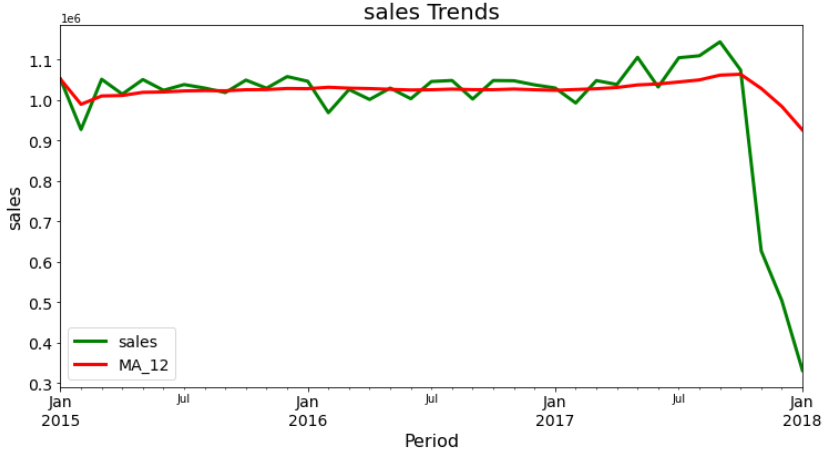 sales Trends
1e6
1.1
1.0
0.9
0.8
0.7
0.6
0.5
0.4
0.3
sales
sales
MA_12
Jan Jul Jan Jul Jan Jul Jan
2015 2016 2017 2018
Period